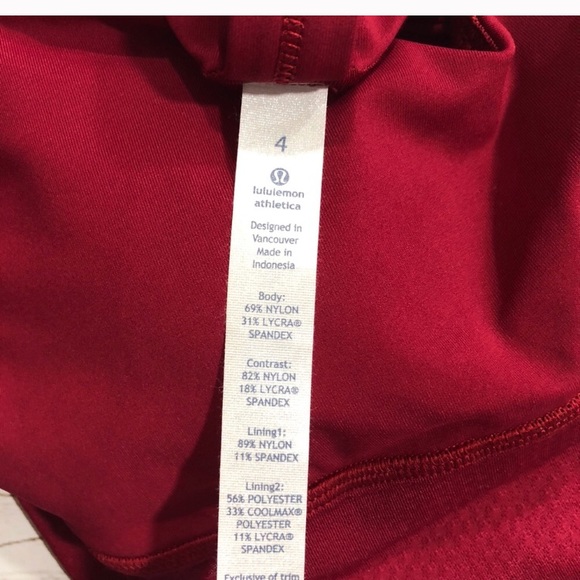 4
lululemon
athletica
Designed in
Vancouver
Made in
Indonesia
Body:
69% NYLON
31% LYCRA®
SPANDEX
Contrast:
82% NYLON
18% LYCRA®
SPANDEX
Lining1:
89% NYLON
11% SPANDEX
Lining2:
56% POLYESTER
33% COOLMAX®
POLYESTER
11% LYCRA®
SPANDEX
Exclusive of trim